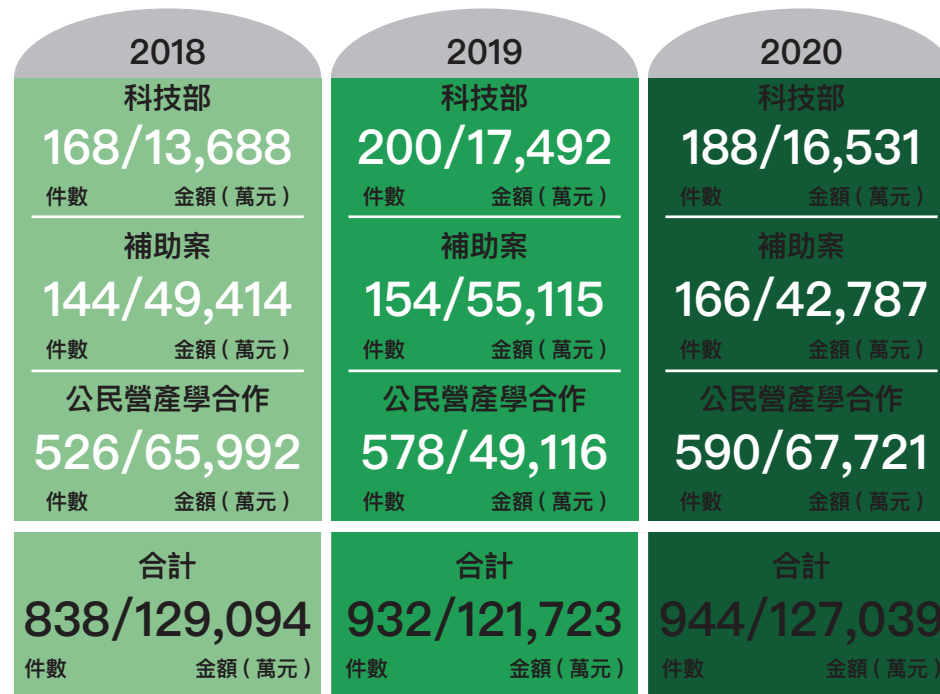 2018
科技部
168/13,688
件數 金額(萬元)
補助案
144/49,414
件數 金額(萬元)
公民營產學合作
526/65,992
件數 金額(萬元)
合計
838/129,094
件數 金額(萬元)
2019
科技部
200/17,492
件數 金額(萬元)
補助案
154/55,115
件數 金額(萬元)
公民營產學合作
578/49,116
件數 金額(萬元)
合計
932/121,723
件數 金額(萬元)
2020
科技部
188/16,531
件數 金額(萬元)
補助案
166/42,787
件數 金額(萬元)
公民營產學合作
590/67,721
件數 金額(萬元)
合計
944/127,039
件數 金額(萬元)